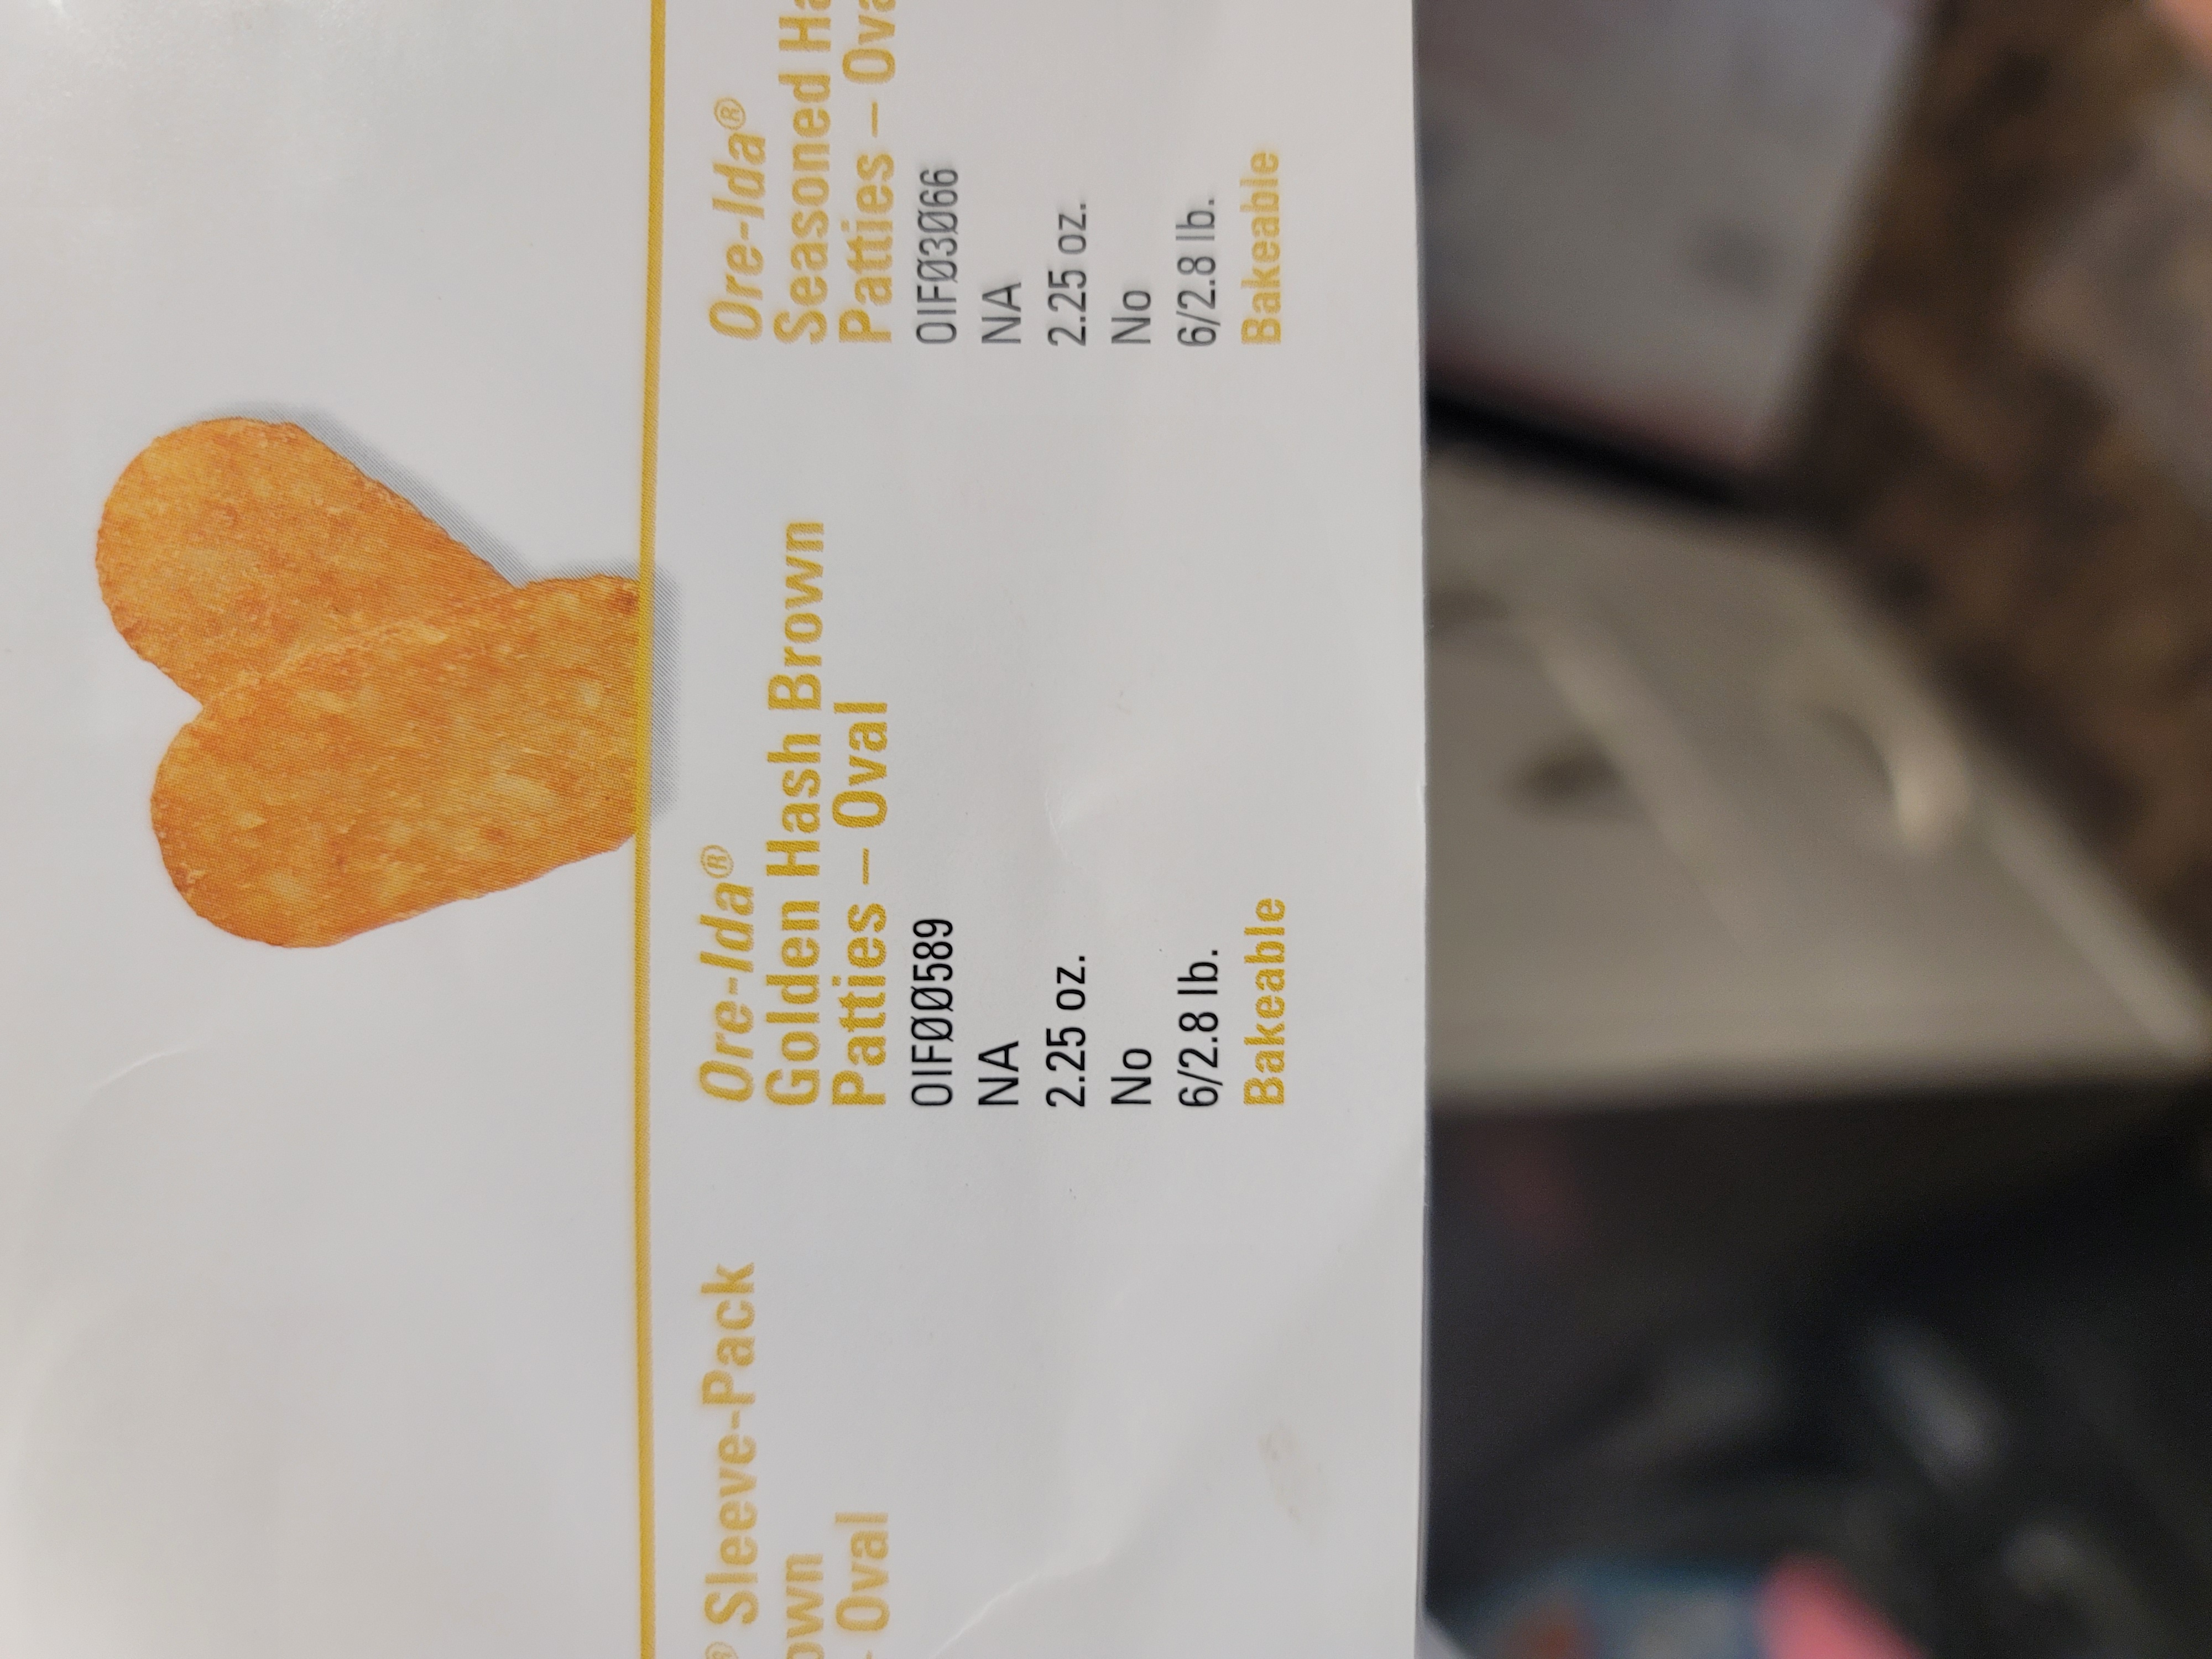 ® Sleeve-Pack
own
- Oval
Ore-Ida®
Golden Hash Brown
Patties – Oval
OIFØØ589
NA
2.25 oz.
No
6/2.8 lb.
Bakeable
Ore-Ida®
Seasoned Ha
Patties – Ova
OIFØ3Ø66
NA
2.25 oz.
No
6/2.8 lb.
Bakeable